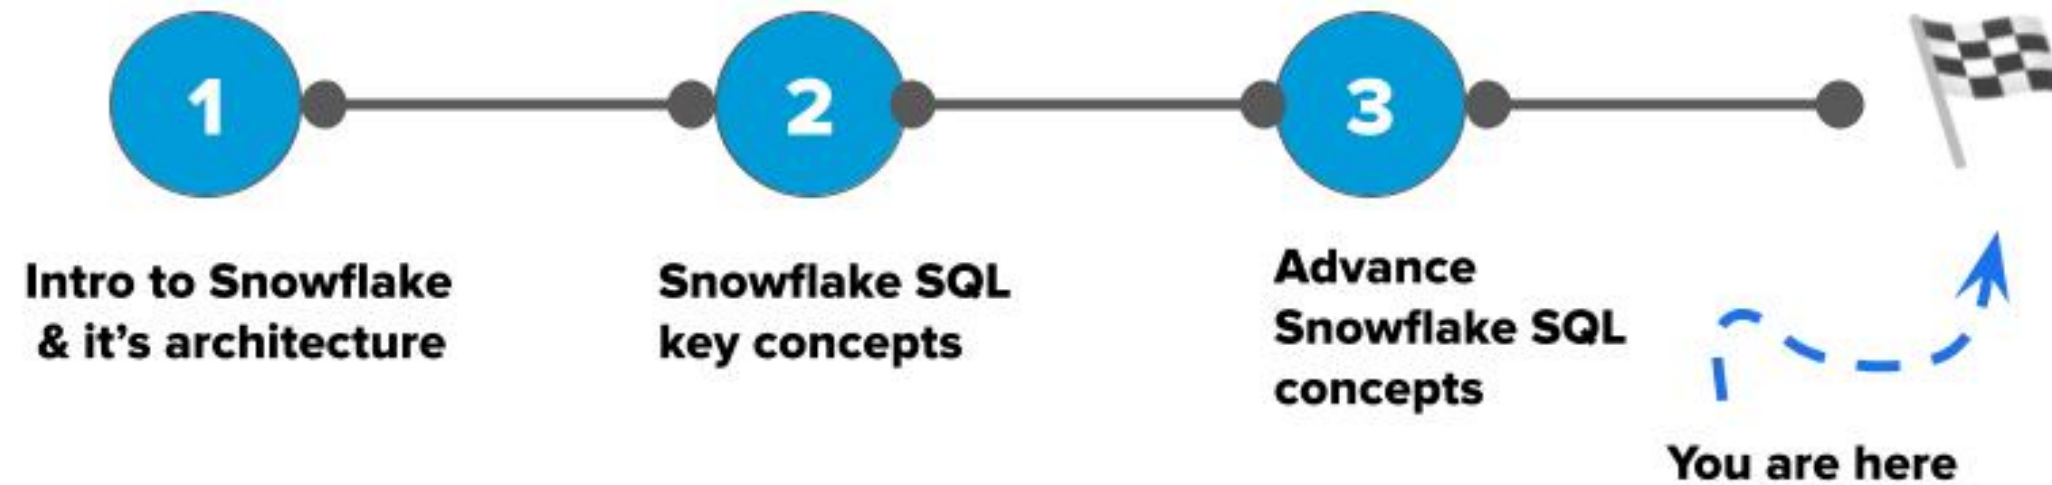 1
2
3
Intro to Snowflake
& it’s architecture
Snowflake SQL
key concepts
Advance
Snowflake SQL
concepts
You are here